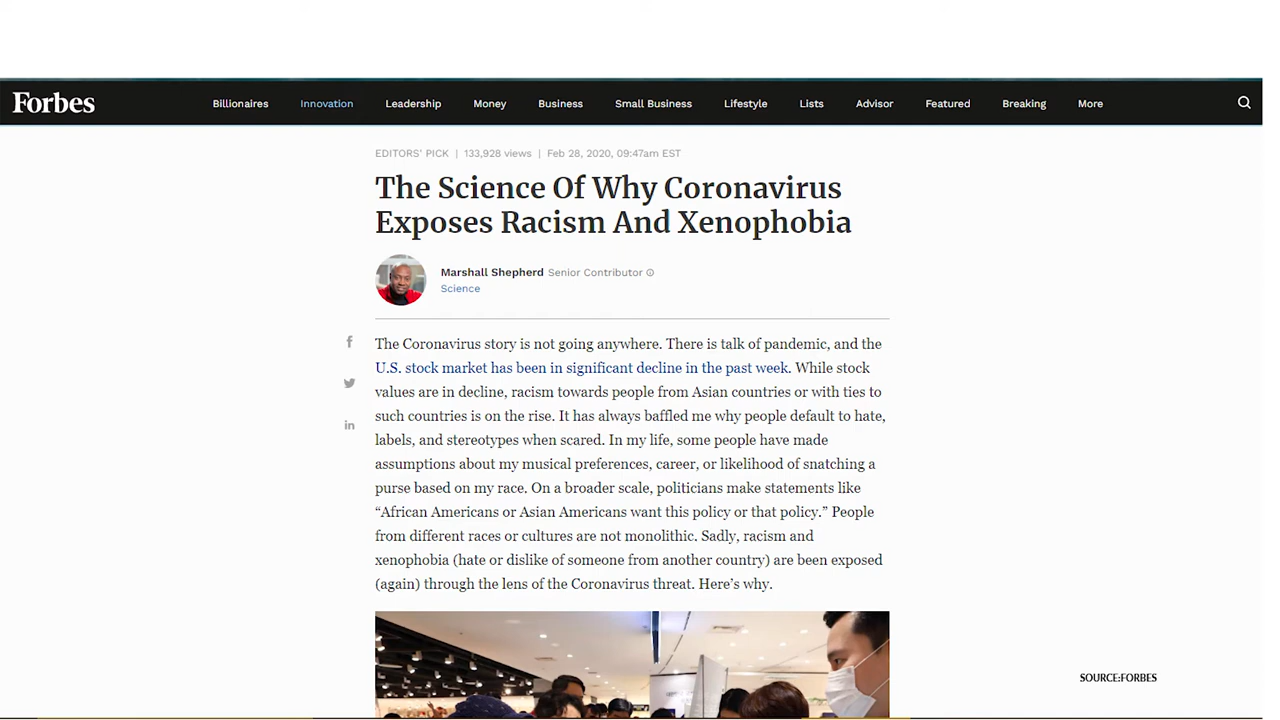 Forbes
Billionaires Innovation Leadership Money Business Small Business Lifestyle Lists Advisor Featured Breaking More
EDITORS' PICK | 133,928 views | Feb 28, 2020, 09:47am EST
The Science Of Why Coronavirus
Exposes Racism And Xenophobia
Marshall Shepherd Senior Contributor
Science
The Coronavirus story is not going anywhere. There is talk of pandemic, and the
U.S. stock market has been in significant decline in the past week. While stock
values are in decline, racism towards people from Asian countries or with ties to
such countries is on the rise. It has always baffled me why people default to hate,
labels, and stereotypes when scared. In my life, some people have made
assumptions about my musical preferences, career, or likelihood of snatching a
purse based on my race. On a broader scale, politicians make statements like
“African Americans or Asian Americans want this policy or that policy.” People
from different races or cultures are not monolithic. Sadly, racism and
xenophobia (hate or dislike of someone from another country) are been exposed
(again) through the lens of the Coronavirus threat. Here’s why.
SOURCE:FORBES